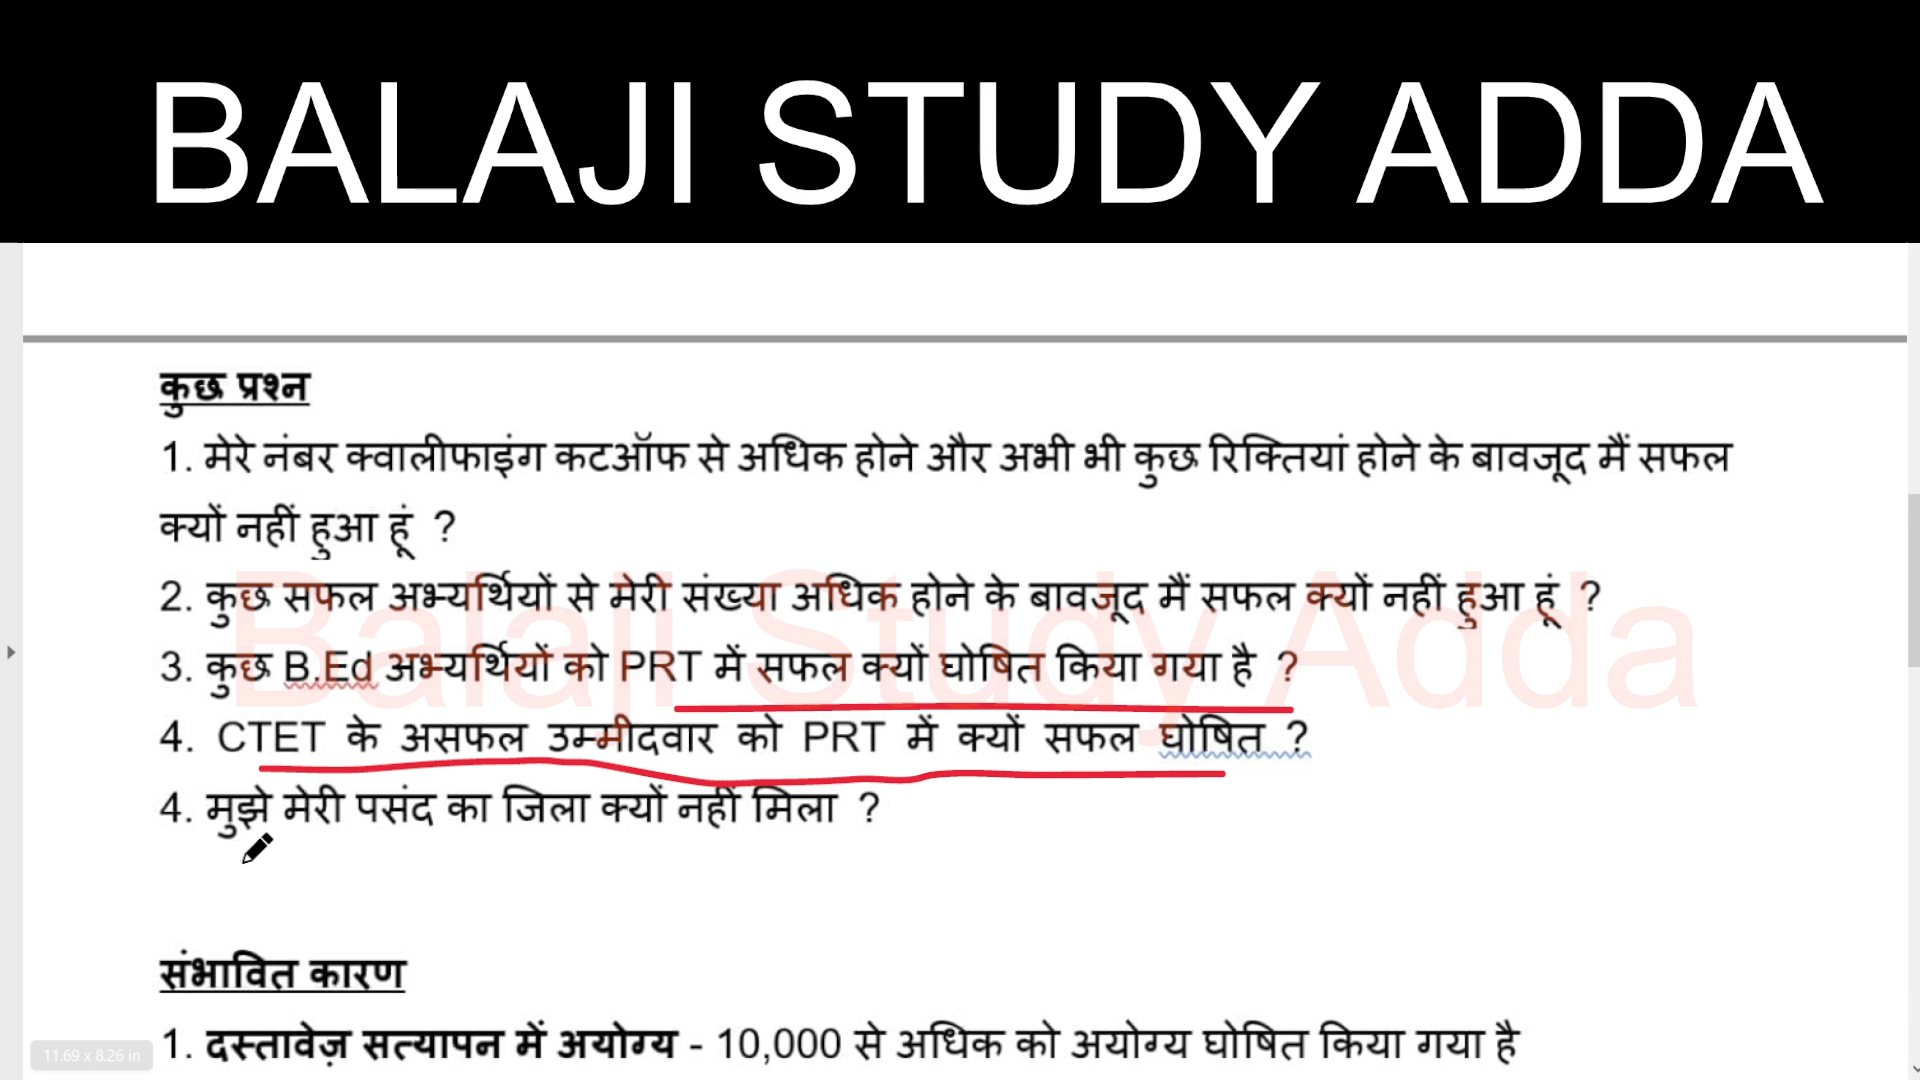 BALAJI STUDY ADDA
कुछ प्रश्न
1. मेरे नंबर क्वालीफाइंग कटऑफ से अधिक होने और अभी भी कुछ रिक्तियां होने के बावजूद मैं सफल
क्यों नहीं हुआ हूं ?
2. कुछ सफल अभ्यर्थियों से मेरी संख्या अधिक होने के बावजूद मैं सफल क्यों नहीं हुआ हूं ?
Balaji Study Adda
3. कुछ B.Ed अभ्यर्थियों को PRT में सफल क्यों घोषित किया गया है ?
4. CTET के असफल उम्मीदवार को PRT में क्यों सफल घोषित ?
4. मुझे मेरी पसंद का जिला क्यों नहीं मिला ?
संभावित कारण
1. दस्तावेज़ सत्यापन में अयोग्य - 10,000 से अधिक को अयोग्य घोषित किया गया है
11.69 x 8.26 in